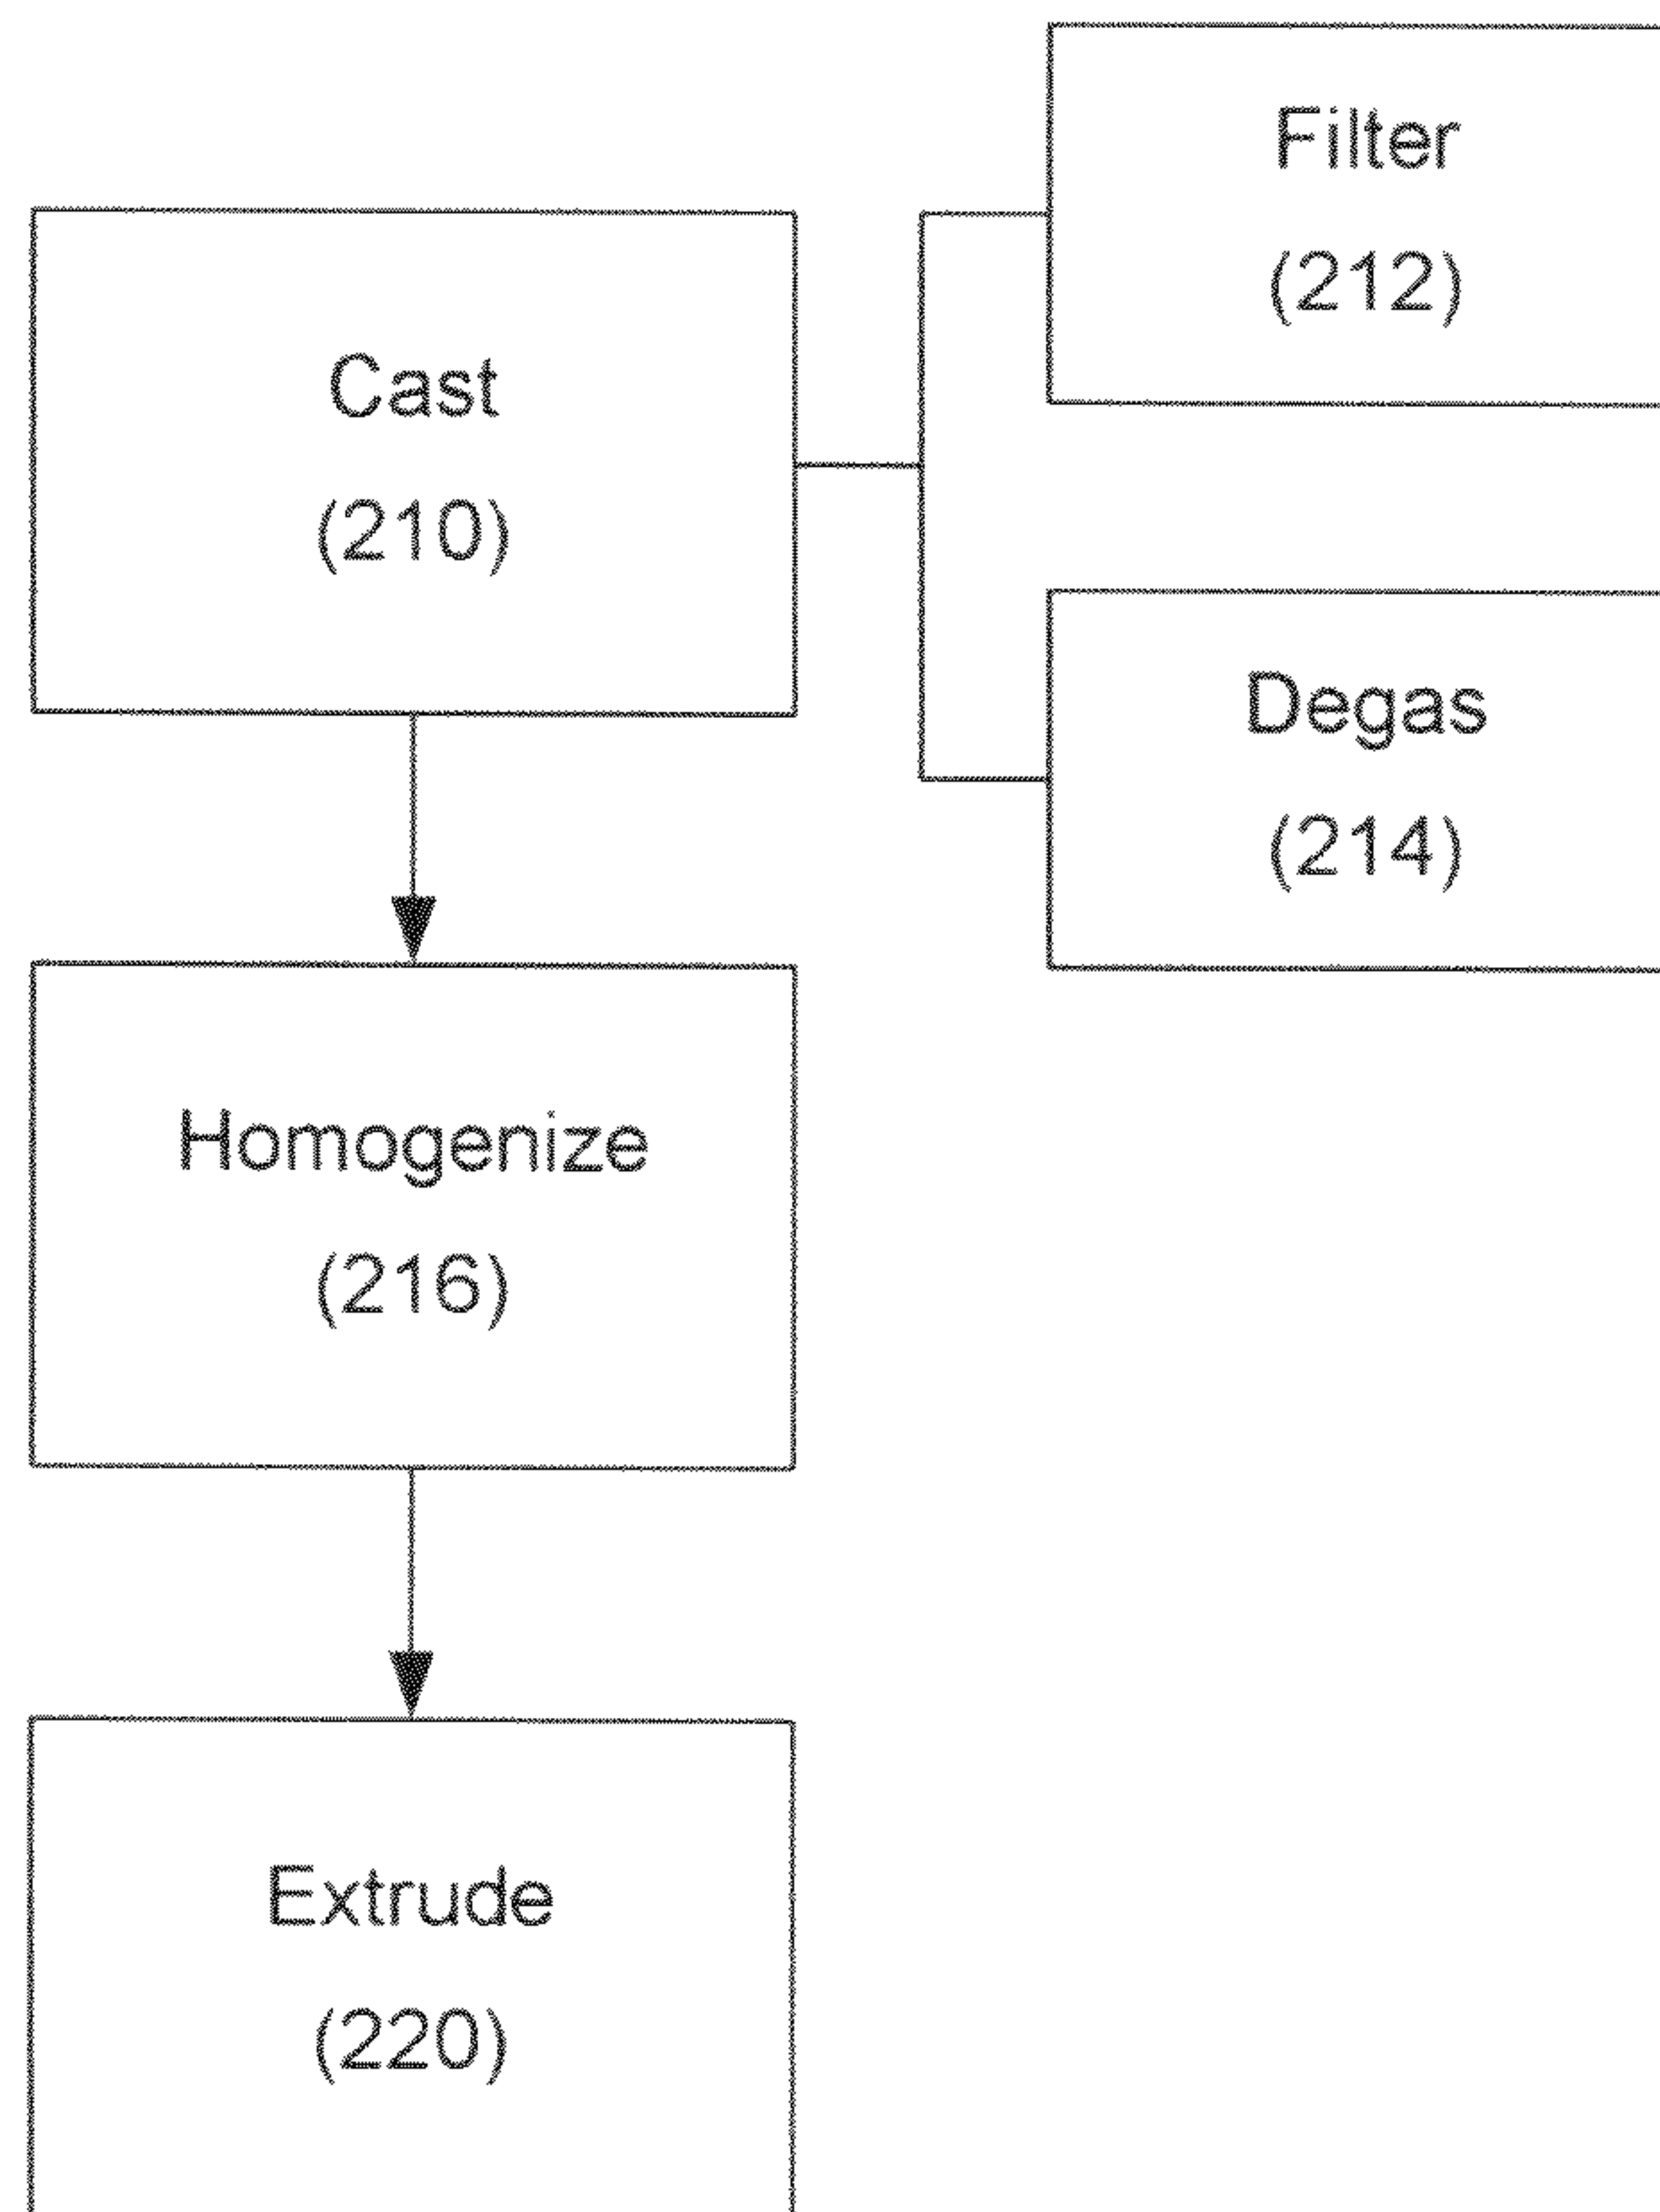 Filter
(212)
Cast
(210)
Degas
(214)
Homogenize
(216)
Extrude
(220)